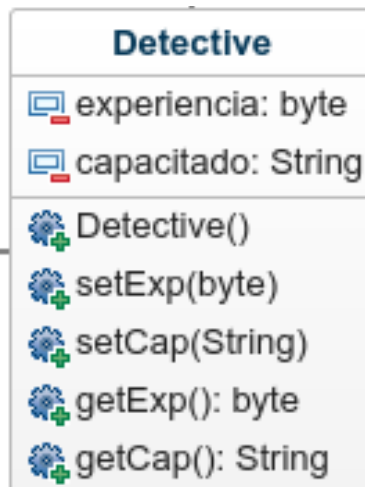 Detective
experiencia: byte
capacitado: String
Detective()
setExp(byte)
setCap(String)
getExp(): byte
getCap(): String